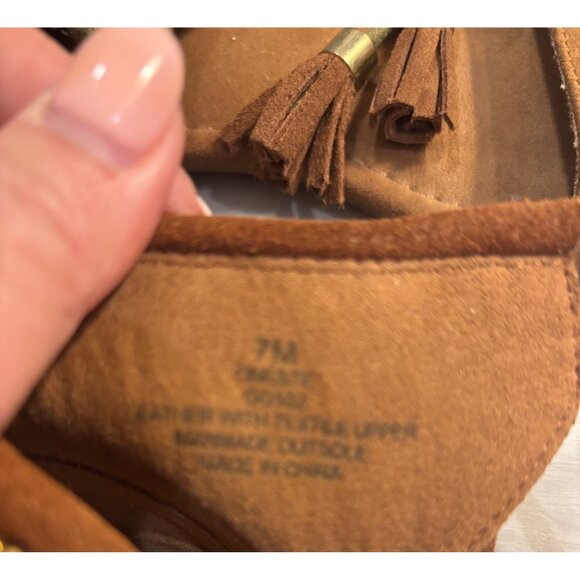 7M
LEATHER WITH TEXTILE UPPER
MANMADE OUTSOLE
MADE IN CHINA